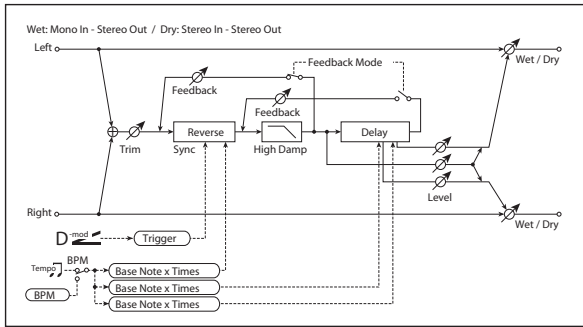 Wet: Mono In - Stereo Out / Dry: Stereo In - Stereo Out
Left
Wet / Dry
Feedback Mode
Feedback
Feedback
Trim
Reverse
Sync
High Damp
Delay
Level
Right
Wet / Dry
D-mod
Trigger
Tempo
BPM
BPM
Base Note x Times
Base Note x Times
Base Note x Times